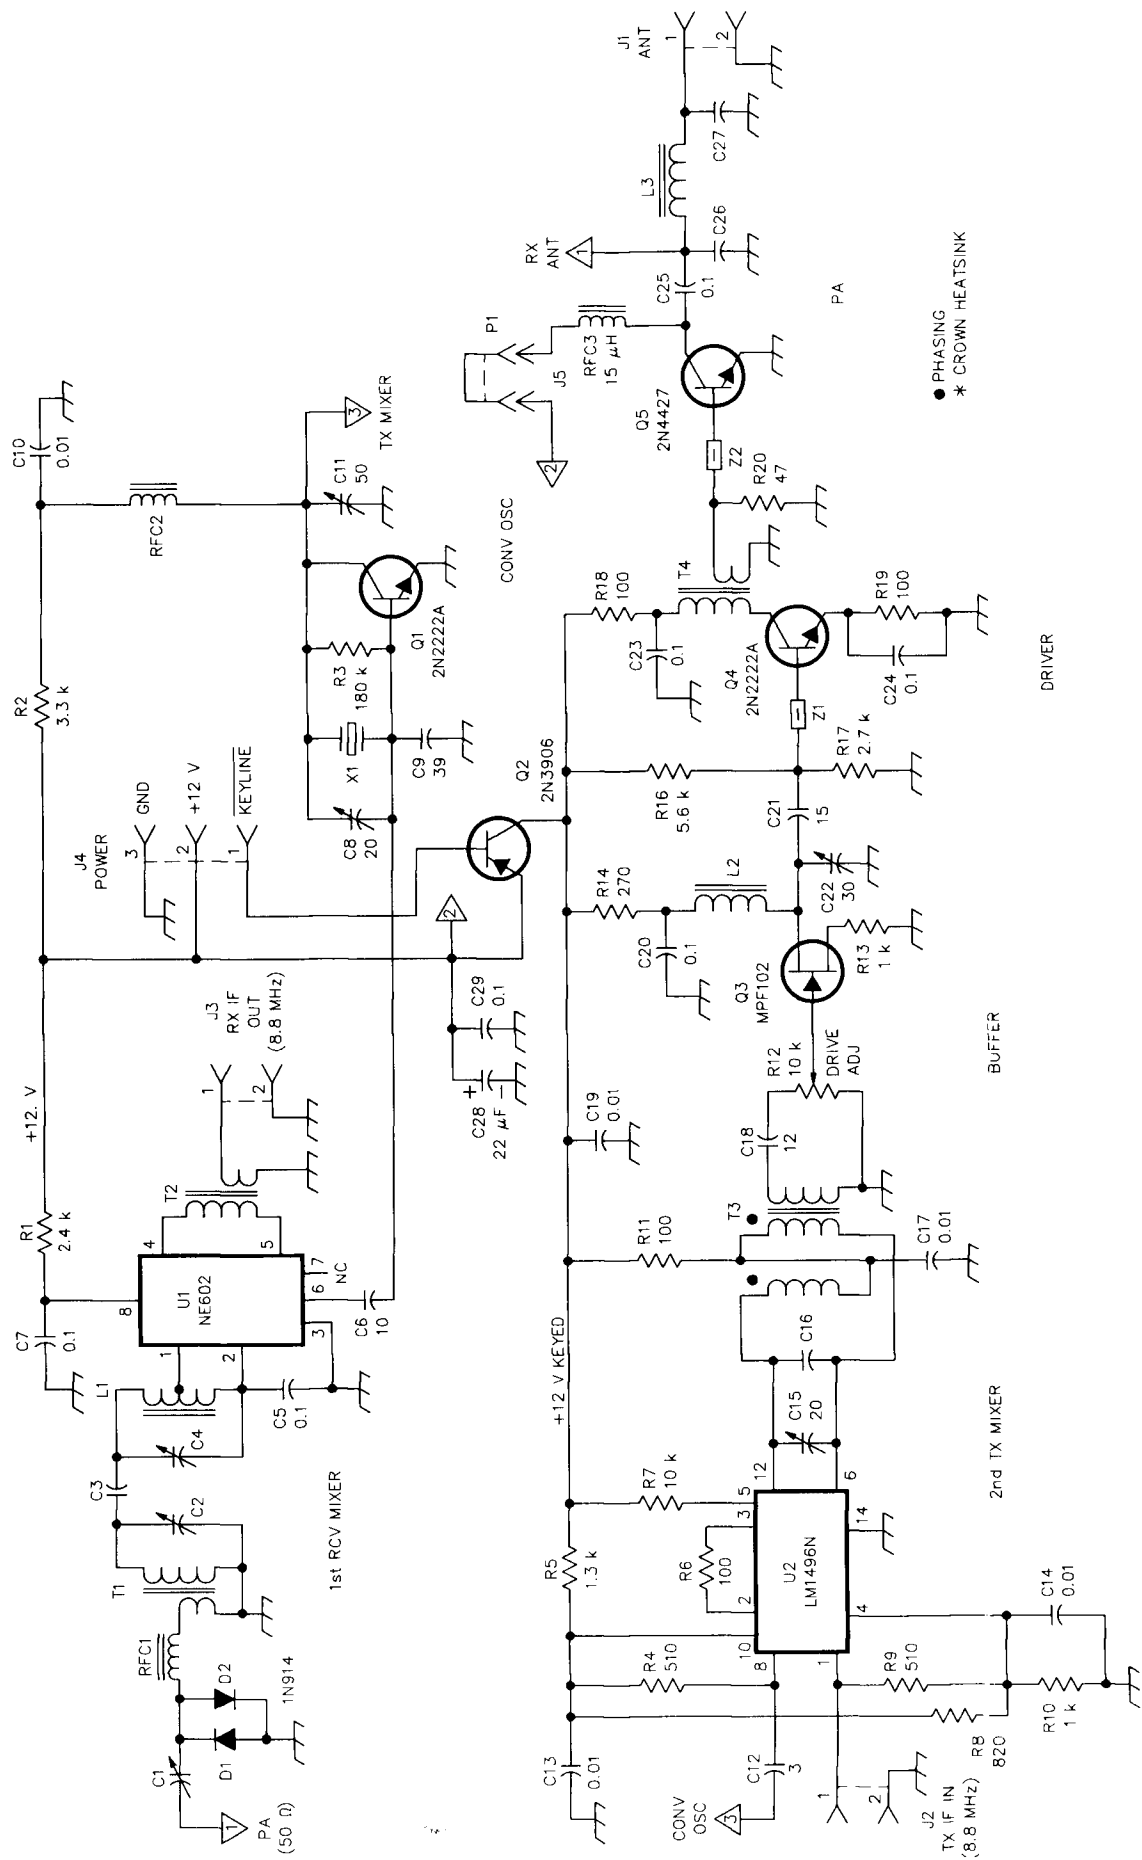 C7
0.1
R1
2.4 k
+12. V
R2
3.3 k
C10
0.01
T1
RFC1
C1
1
PA
(50 Ω)
D1
D2
1N914
C2
C3
C4
L1
C5
0.1
1st RCV MIXER
8
U1
NE602
1
2
3
4
5
6
7
NC
C6
10
T2
1
2
J3
RX IF
OUT
(8.8 MHz)
J4
POWER
3
GND
2
+12 V
1
KEYLINE
C8
20
X1
C9
39
R3
180 k
Q1
2N2222A
RFC2
C11
50
3
TX MIXER
CONV OSC
C28
22 µF
+
C29
0.1
2
Q2
2N3906
2
J5
P1
RFC3
15 µH
RX
ANT
1
C25
0.1
C26
L3
C27
J1
ANT
1
2
Q5
2N4427
PA
Z2
R20
47
● PHASING
* CROWN HEATSINK
C13
0.01
R5
1.3 k
+12 V KEYED
CONV
OSC
3
C12
3
R4
510
R6
100
R7
10 k
8
10
2
3
5
12
U2
LM1496N
1
4
14
6
C15
20
C16
1
2
J2
TX IF IN
(8.8 MHz)
R8
820
R9
510
R10
1 k
C14
0.01
2nd TX MIXER
R11
100
T3
C17
0.01
C18
12
C19
0.01
R12
10 k
DRIVE
ADJ
Q3
MPF102
R13
1 k
BUFFER
C20
0.1
R14
270
L2
C22
30
C21
15
R16
5.6 k
R17
2.7 k
Z1
Q4
2N2222A
C23
0.1
R18
100
T4
C24
0.1
R19
100
DRIVER